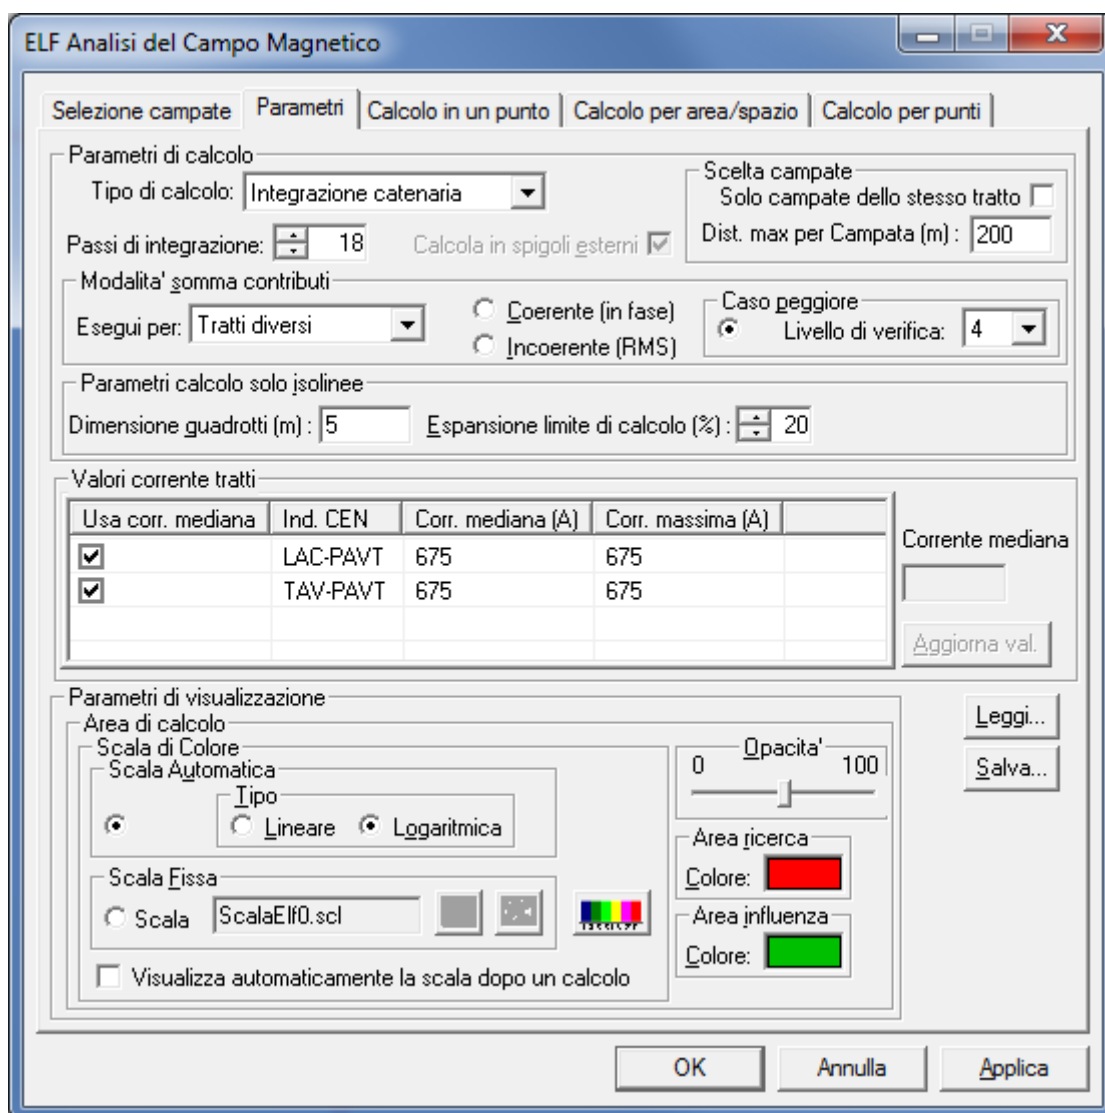 ELF Analisi del Campo Magnetico
Selezione campate Parametri Calcolo in un punto Calcolo per area/spazio Calcolo per punti
Parametri di calcolo
Tipo di calcolo: Integrazione catenaria
Scelta campate
Solo campate dello stesso tratto
Passi di integrazione: 18 Calcola in spigoli esterni Dist. max per Campata (m) : 200
Modalita' somma contributi
Esegui per: Tratti diversi
Coerente (in fase)
Incoerente (RMS)
Caso peggiore
Livello di verifica: 4
Parametri calcolo solo isolinee
Dimensione quadrotti (m) : 5 Espansione limite di calcolo (%) : 20
Valori corrente tratti
Usa corr. mediana Ind. CEN Corr. mediana (A) Corr. massima (A)
LAC-PAVT 675 675
TAV-PAVT 675 675
Corrente mediana
Aggiorna val.
Parametri di visualizzazione
Area di calcolo
Scala di Colore
Scala Automatica
Tipo
Lineare Logaritmica
Scala Fissa
Scala ScalaElf0.scl
Visualizza automaticamente la scala dopo un calcolo
Opacita'
0 100
Area ricerca
Colore:
Area influenza
Colore:
Leggi...
Salva...
OK Annulla Applica